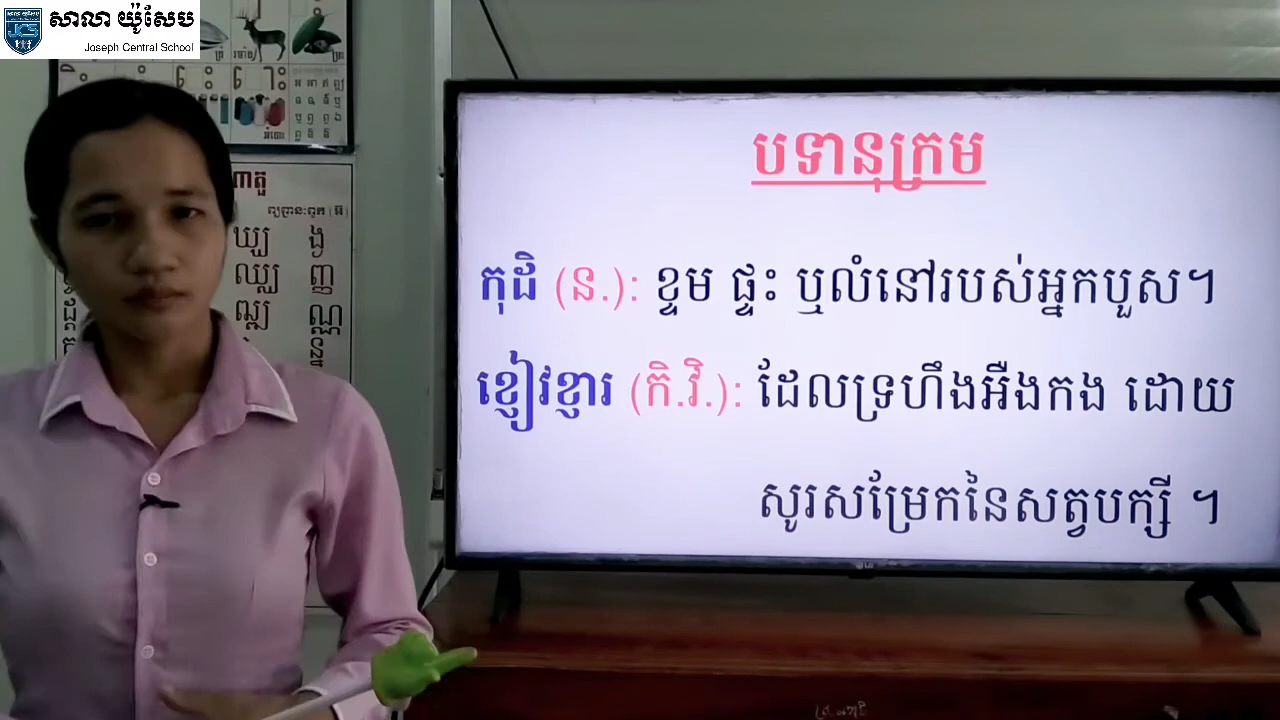 សាលា យ៉ូសែប
Joseph Central School
បទានុក្រម
កុដិ (ន.): ខ្ទម ផ្ទះ ឬលំនៅរបស់អ្នកបួស។
ខ្ញៀវខ្ញារ (កិ.វិ.): ដែលទ្រហឹងអឺងកង ដោយ
សូរសម្រែកនៃសត្វបក្សី ។